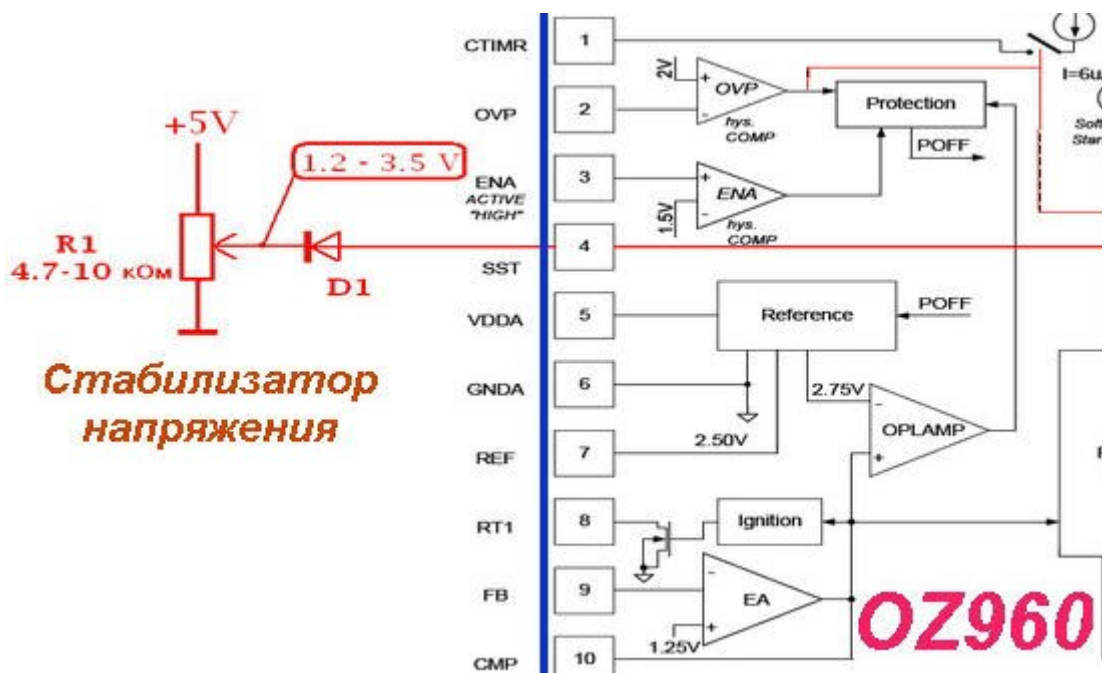 CTIMR
1
OVP
2
2V
+
-
OVP
hys.
COMP
Protection
POFF
I=6u
Soft
Star
+5V
1.2 - 3.5 V
R1
4.7-10 кОм
D1
ENA
ACTIVE
"HIGH"
3
+
-
ENA
1.5V
hys.
COMP
4
SST
VDDA
5
Reference
POFF
GNDA
6
2.75V
-
+
OPLAMP
REF
7
2.50V
Стабилизатор
напряжения
RT1
8
Ignition
FB
9
-
+
EA
1.25V
CMP
10
OZ960